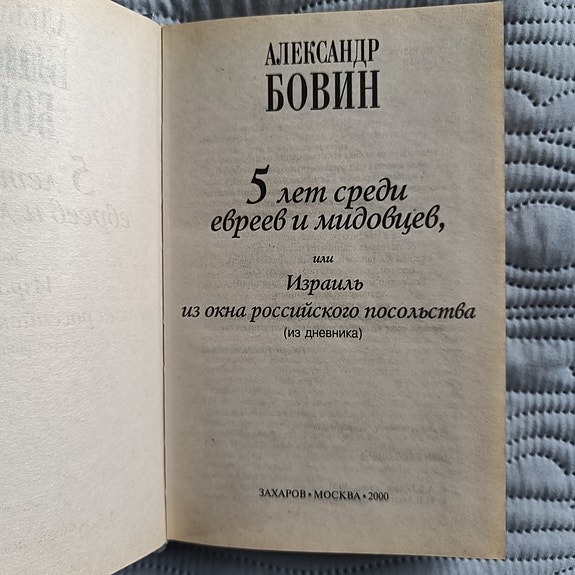 АЛЕКСАНДР
БОВИН
5 лет среди
евреев и мидовцев,
или
Израиль
из окна российского посольства
(из дневника)
ЗАХАРОВ • МОСКВА • 2000